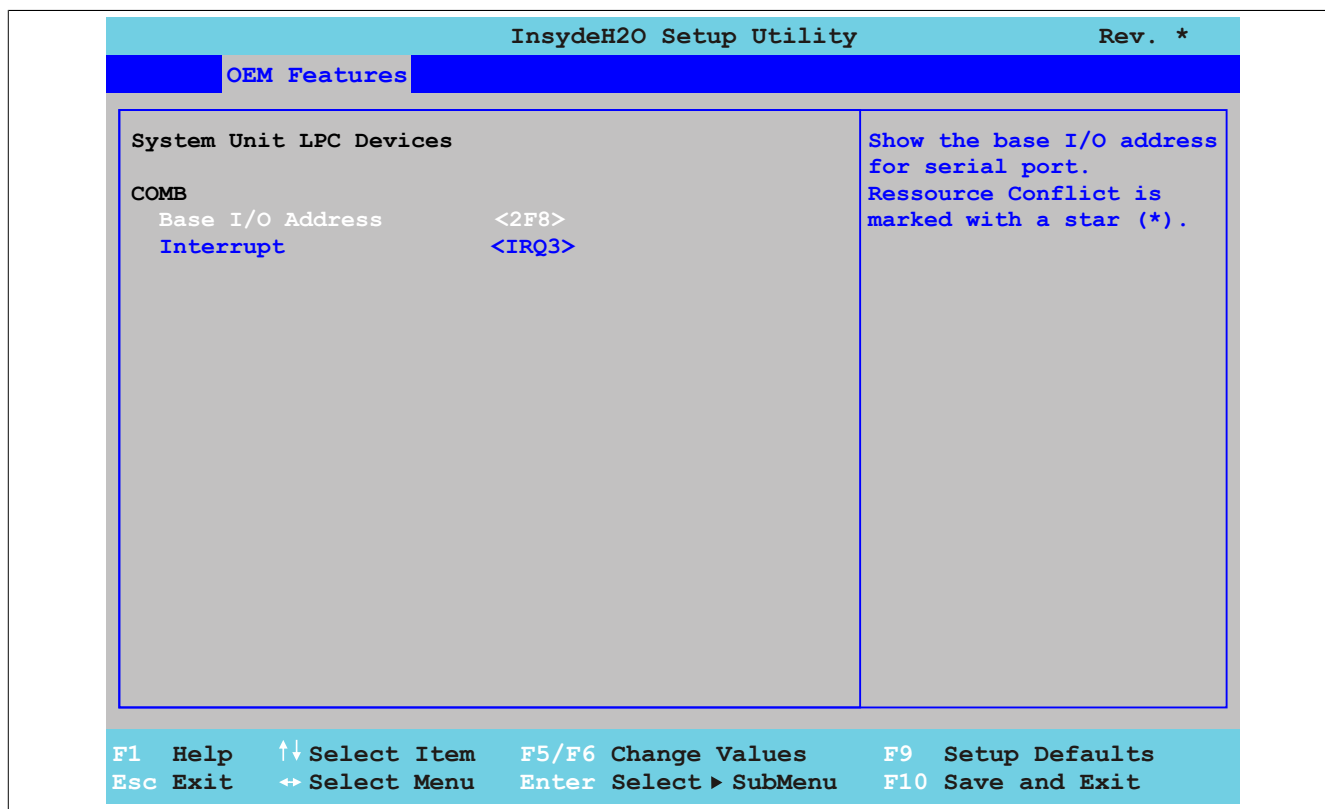 InsydeH2O Setup Utility Rev. *
OEM Features
System Unit LPC Devices
COMB
Base I/O Address <2F8>
Interrupt <IRQ3>
Show the base I/O address
for serial port.
Ressource Conflict is
marked with a star (*).
F1 Help ↑↓ Select Item F5/F6 Change Values F9 Setup Defaults
Esc Exit ↔ Select Menu Enter Select ▶ SubMenu F10 Save and Exit